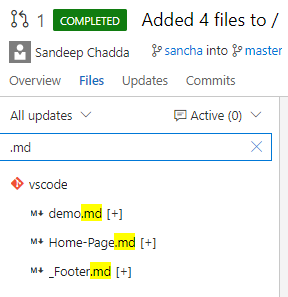 1 COMPLETED Added 4 files to /
Sandeep Chadda sancha into master
Overview Files Updates Commits
All updates Active (0)
.md
vscode
M↓ demo.md [+]
M↓ Home-Page.md [+]
M↓ _Footer.md [+]